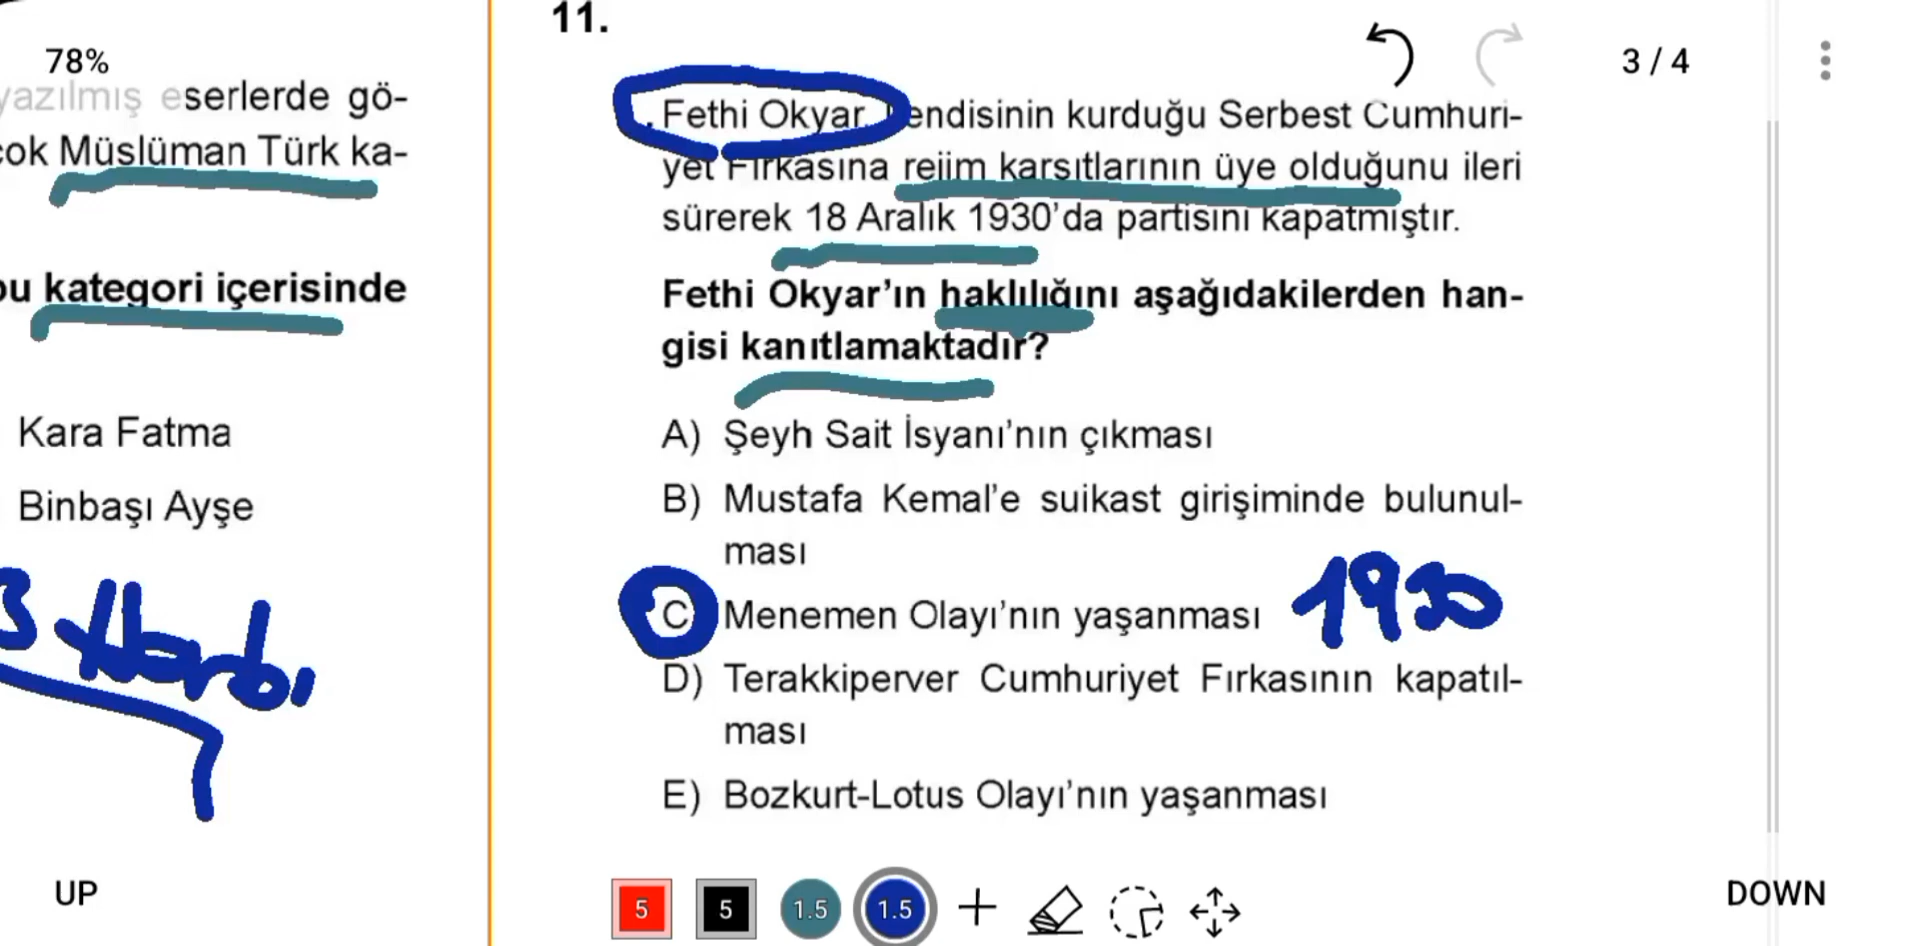 78%
yazılmış eserlerde gö-
çok Müslüman Türk ka-
bu kategori içerisinde
Kara Fatma
Binbaşı Ayşe
UP
11.
3 / 4
Fethi Okyar, kendisinin kurduğu Serbest Cumhuri-
yet Fırkasına rejim karşıtlarının üye olduğunu ileri
sürerek 18 Aralık 1930'da partisini kapatmıştır.
Fethi Okyar'ın haklılığını aşağıdakilerden han-
gisi kanıtlamaktadır?
A) Şeyh Sait İsyanı'nın çıkması
B) Mustafa Kemal'e suikast girişiminde bulunul-
ması
C) Menemen Olayı'nın yaşanması 1930
D) Terakkiperver Cumhuriyet Fırkasının kapatıl-
ması
E) Bozkurt-Lotus Olayı'nın yaşanması
5 5 1.5 1.5
DOWN